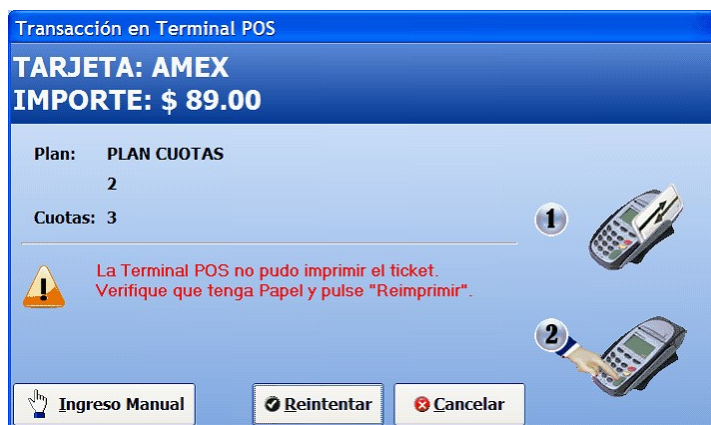 Transacción en Terminal POS
TARJETA: AMEX
IMPORTE: $ 89.00
Plan: PLAN CUOTAS
2
Cuotas: 3
La Terminal POS no pudo imprimir el ticket.
Verifique que tenga Papel y pulse "Reimprimir".
1
2
Ingreso Manual
Reintentar
Cancelar